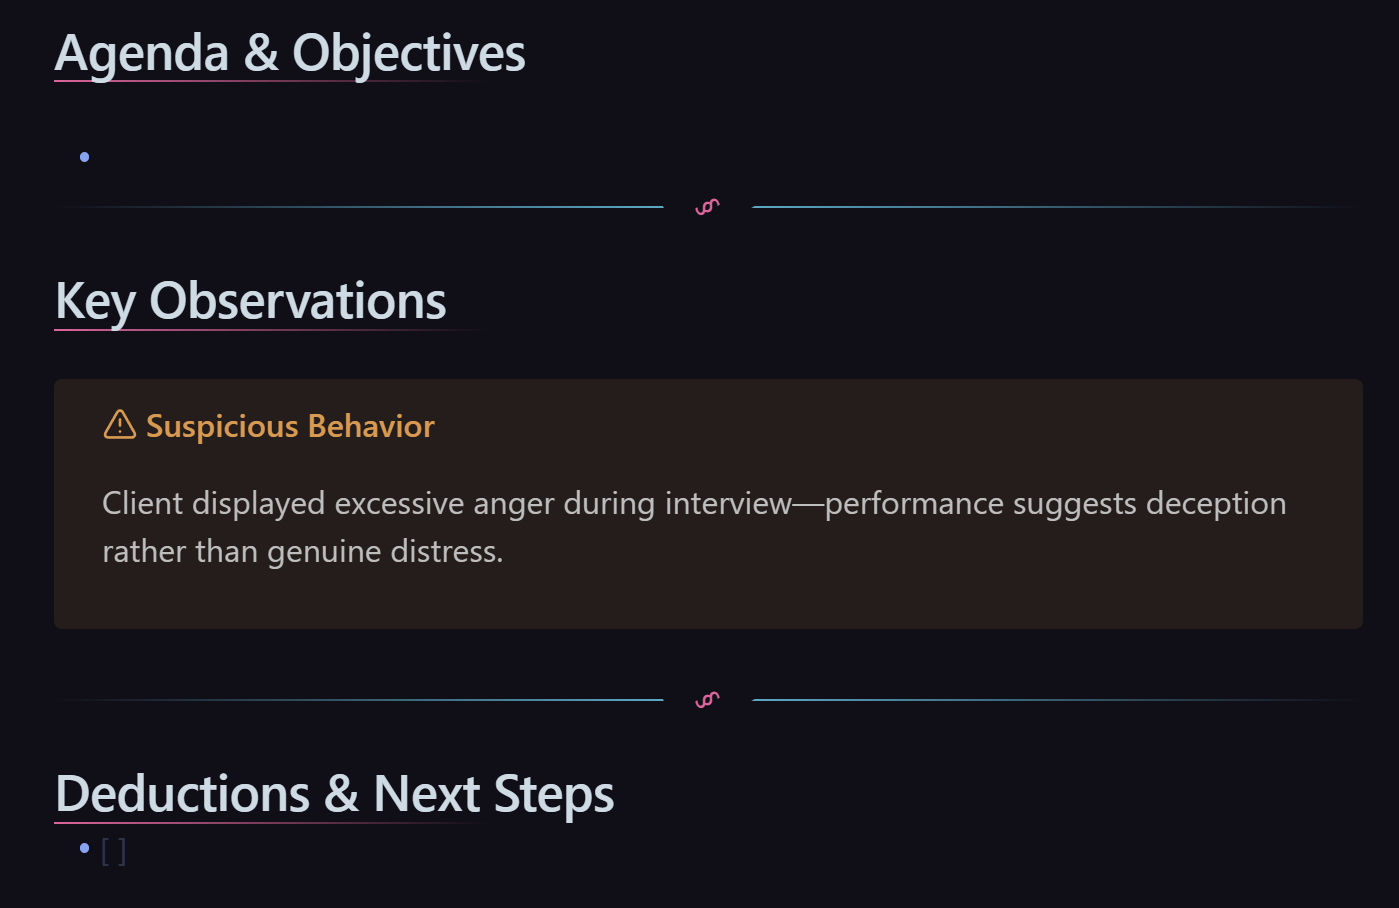 Agenda & Objectives
•
Key Observations
Suspicious Behavior
Client displayed excessive anger during interview—performance suggests deception
rather than genuine distress.
Deductions & Next Steps
• [ ]